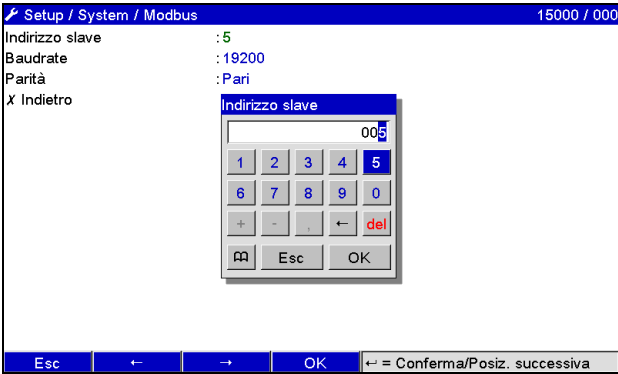 Setup / System / Modbus 15000 / 000
Indirizzo slave : 5
Baudrate : 19200
Parità : Pari
X Indietro
Indirizzo slave
005
1 2 3 4 5
6 7 8 9 0
+ - , ← del
Esc OK
Esc ← → OK ↵ = Conferma/Posiz. successiva